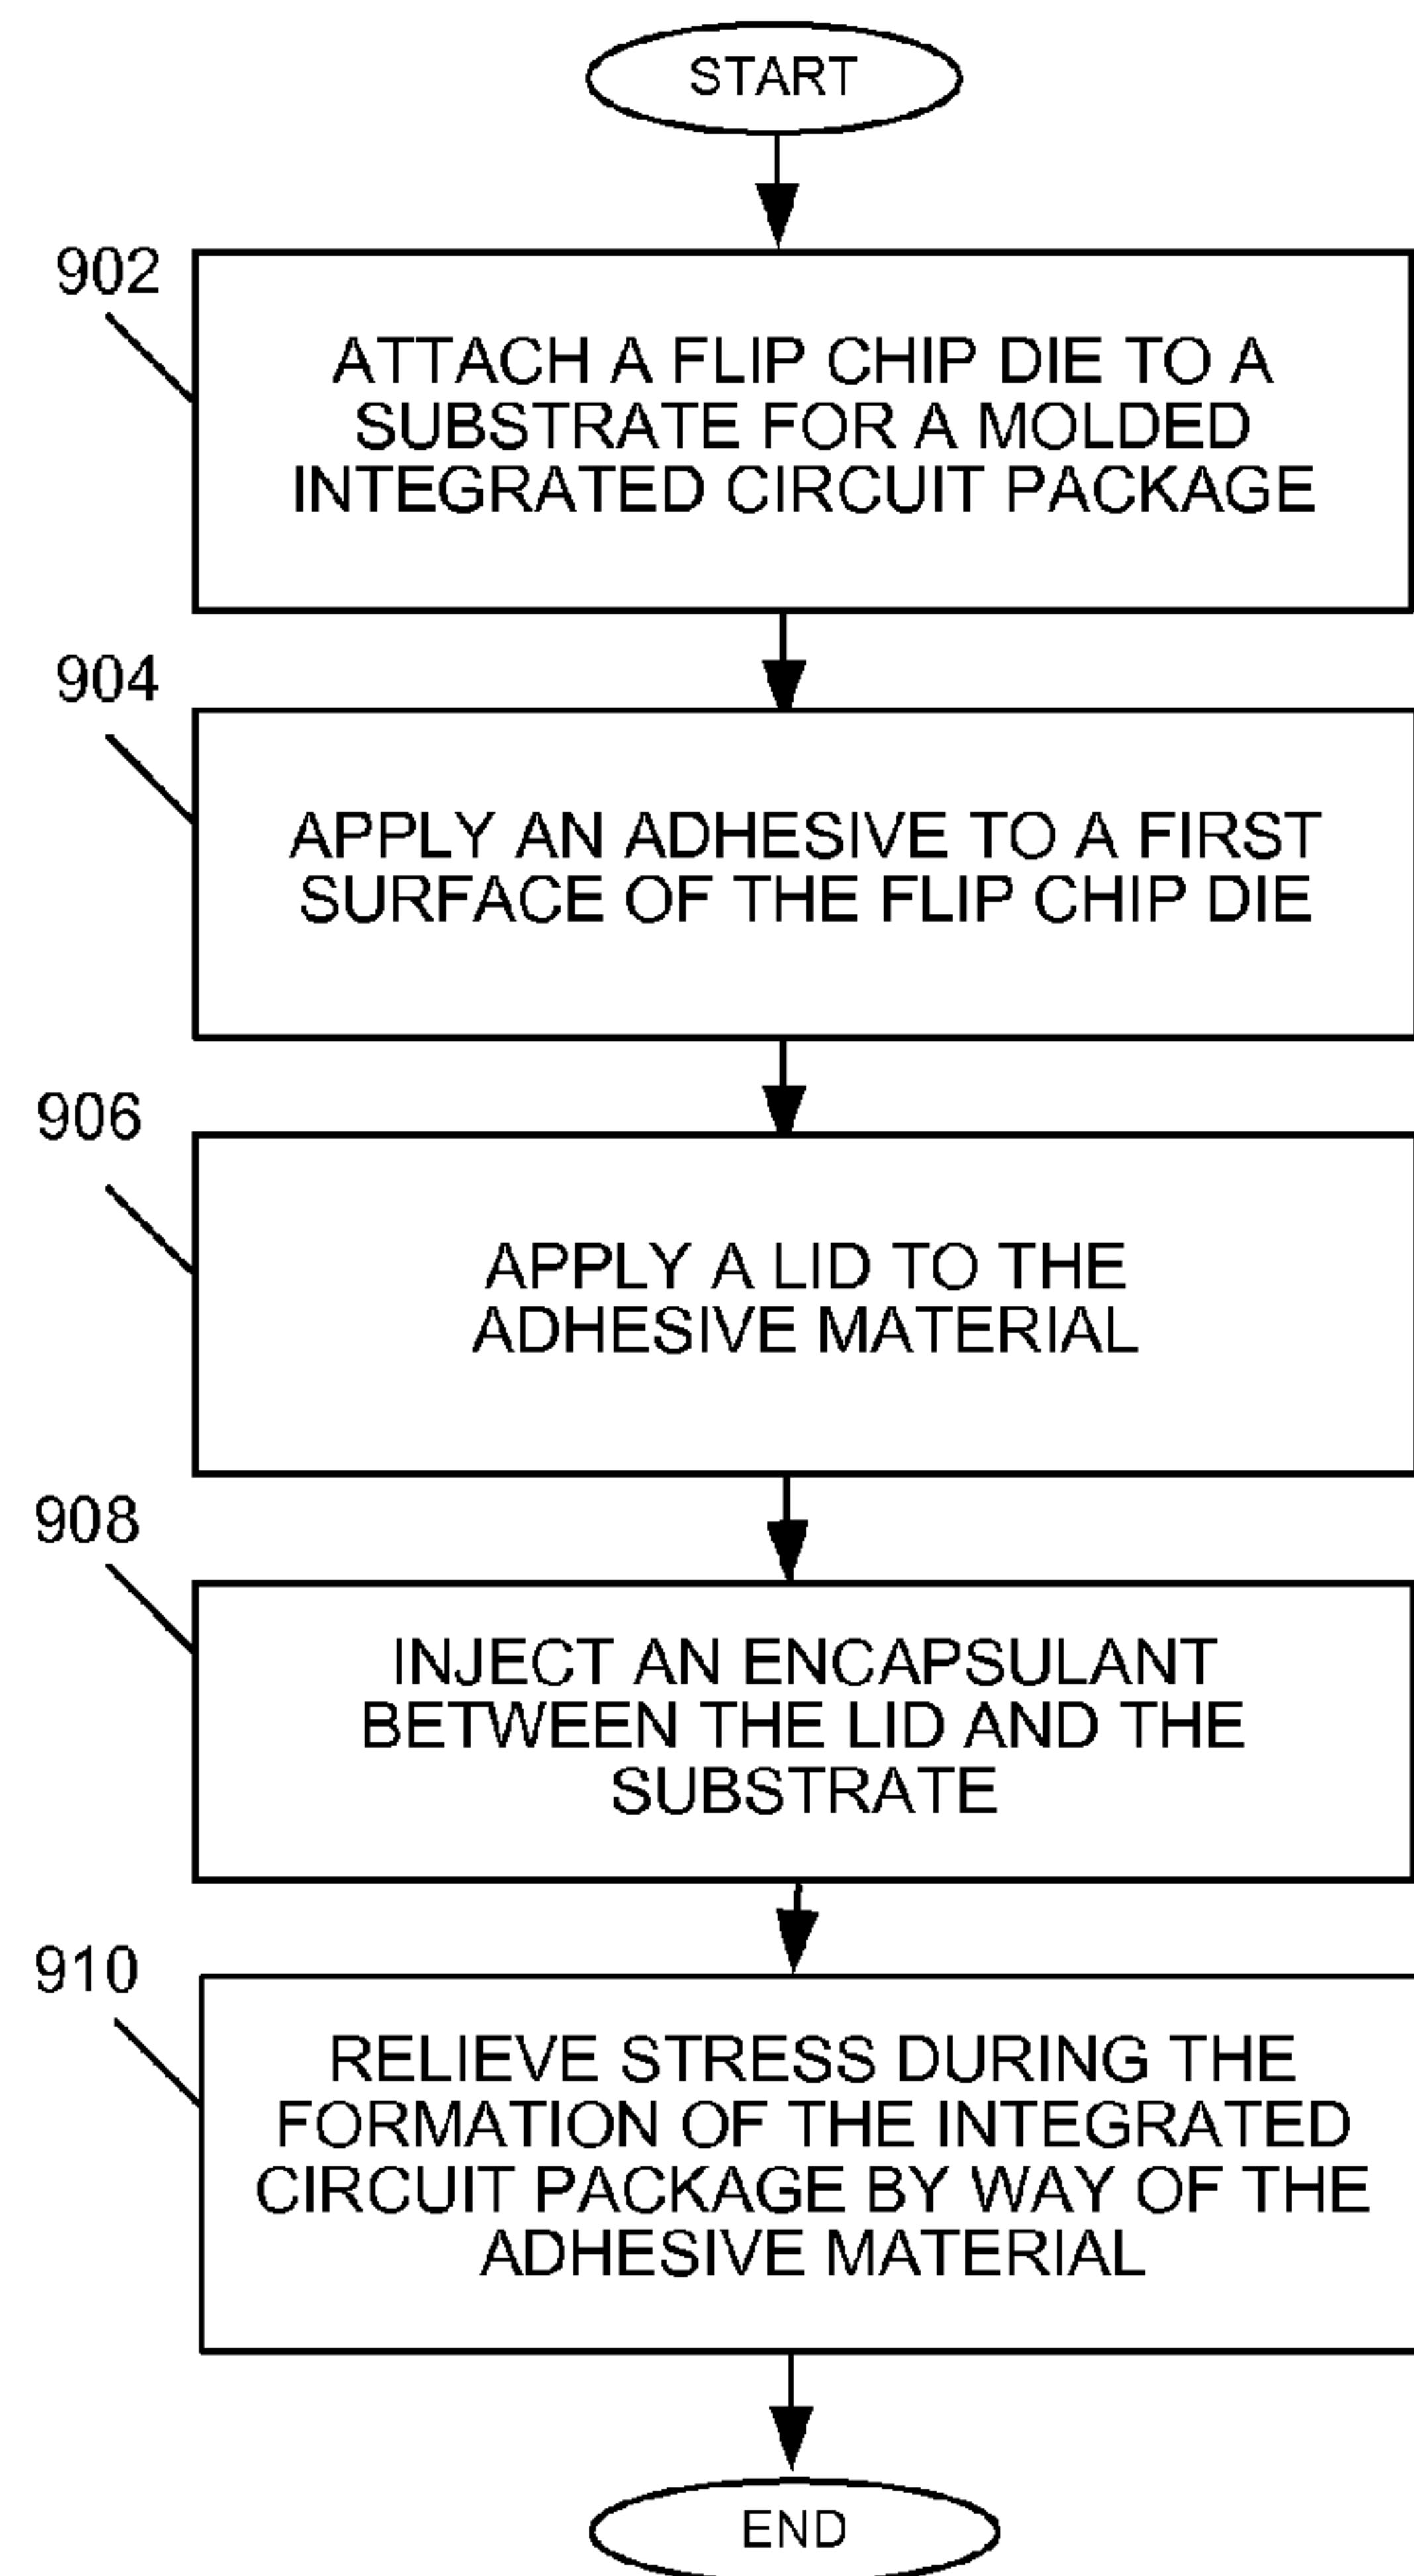 START
902
ATTACH A FLIP CHIP DIE TO A
SUBSTRATE FOR A MOLDED
INTEGRATED CIRCUIT PACKAGE
904
APPLY AN ADHESIVE TO A FIRST
SURFACE OF THE FLIP CHIP DIE
906
APPLY A LID TO THE
ADHESIVE MATERIAL
908
INJECT AN ENCAPSULANT
BETWEEN THE LID AND THE
SUBSTRATE
910
RELIEVE STRESS DURING THE
FORMATION OF THE INTEGRATED
CIRCUIT PACKAGE BY WAY OF THE
ADHESIVE MATERIAL
END